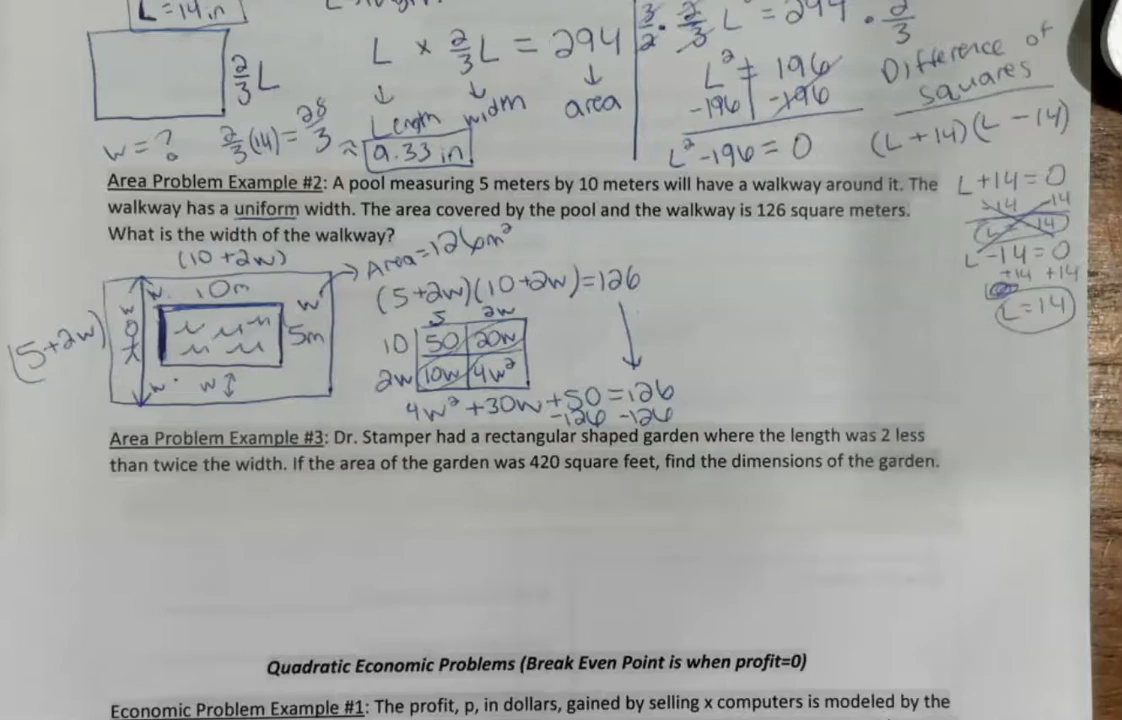 L = 14 in
2/3 L
L × 2/3 L = 294
Length width area
w = ? 2/3 (14) = 28/3 ≈ 9.33 in
3/2 · 2/3 L² = 294 · 2/3
L² = 196
-196 -196
L² - 196 = 0
Difference of
squares
(L + 14)(L - 14)
L + 14 = 0
-14 -14
L - 14 = 0
+14 +14
L = 14
Area Problem Example #2: A pool measuring 5 meters by 10 meters will have a walkway around it. The
walkway has a uniform width. The area covered by the pool and the walkway is 126 square meters.
What is the width of the walkway?
(10 + 2w)
→ Area = 126 m²
w 10m w
(5 + 2w)
5m
w w
(5 + 2w)(10 + 2w) = 126
5 2w
10 50 20w
2w 10w 4w²
4w² + 30w + 50 = 126
-126 -126
Area Problem Example #3: Dr. Stamper had a rectangular shaped garden where the length was 2 less
than twice the width. If the area of the garden was 420 square feet, find the dimensions of the garden.
Quadratic Economic Problems (Break Even Point is when profit=0)
Economic Problem Example #1: The profit, p, in dollars, gained by selling x computers is modeled by the